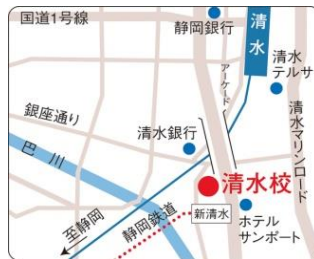 国道1号線
静岡銀行
清水
清水
テルサ
アーケード
銀座通り
清水銀行
清水マリンロード
巴川
清水校
至静岡
静岡鉄道
新清水
ホテル
サンポート